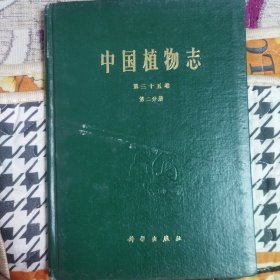 中国植物志
第三十五卷
第二分册
科学出版社